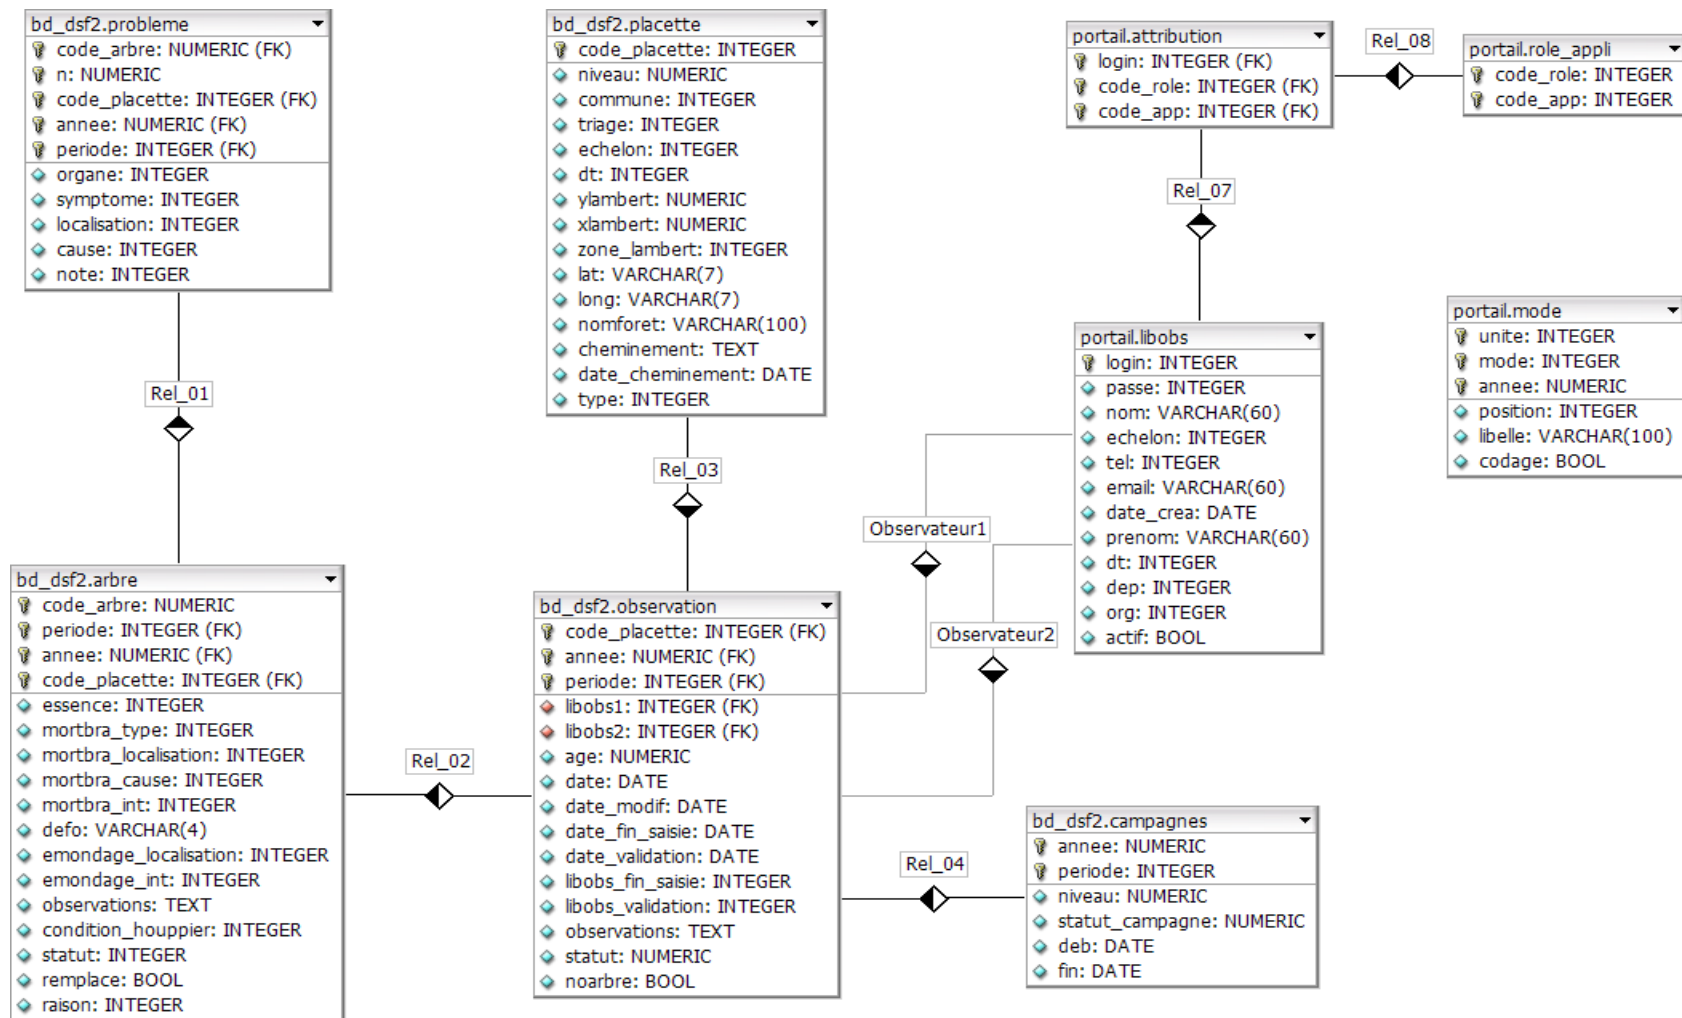 bd_dsf2.probleme
code_arbre: NUMERIC (FK)
n: NUMERIC
code_placette: INTEGER (FK)
annee: NUMERIC (FK)
periode: INTEGER (FK)
organe: INTEGER
symptome: INTEGER
localisation: INTEGER
cause: INTEGER
note: INTEGER
bd_dsf2.placette
code_placette: INTEGER
niveau: NUMERIC
commune: INTEGER
triage: INTEGER
echelon: INTEGER
dt: INTEGER
ylambert: NUMERIC
xlambert: NUMERIC
zone_lambert: INTEGER
lat: VARCHAR(7)
long: VARCHAR(7)
nomforet: VARCHAR(100)
cheminement: TEXT
date_cheminement: DATE
type: INTEGER
portail.attribution
login: INTEGER (FK)
code_role: INTEGER (FK)
code_app: INTEGER (FK)
Rel_08
portail.role_appli
code_role: INTEGER
code_app: INTEGER
Rel_07
portail.mode
unite: INTEGER
mode: INTEGER
annee: NUMERIC
position: INTEGER
libelle: VARCHAR(100)
codage: BOOL
portail.libobs
login: INTEGER
passe: INTEGER
nom: VARCHAR(60)
echelon: INTEGER
tel: INTEGER
email: VARCHAR(60)
date_crea: DATE
prenom: VARCHAR(60)
dt: INTEGER
dep: INTEGER
org: INTEGER
actif: BOOL
Rel_01
Rel_03
Observateur1
Observateur2
bd_dsf2.arbre
code_arbre: NUMERIC
periode: INTEGER (FK)
annee: NUMERIC (FK)
code_placette: INTEGER (FK)
essence: INTEGER
mortbra_type: INTEGER
mortbra_localisation: INTEGER
mortbra_cause: INTEGER
mortbra_int: INTEGER
defo: VARCHAR(4)
emondage_localisation: INTEGER
emondage_int: INTEGER
observations: TEXT
condition_houppier: INTEGER
statut: INTEGER
remplace: BOOL
raison: INTEGER
Rel_02
bd_dsf2.observation
code_placette: INTEGER (FK)
annee: NUMERIC (FK)
periode: INTEGER (FK)
libobs1: INTEGER (FK)
libobs2: INTEGER (FK)
age: NUMERIC
date: DATE
date_modif: DATE
date_fin_saisie: DATE
date_validation: DATE
libobs_fin_saisie: INTEGER
libobs_validation: INTEGER
observations: TEXT
statut: NUMERIC
noarbre: BOOL
Rel_04
bd_dsf2.campagnes
annee: NUMERIC
periode: INTEGER
niveau: NUMERIC
statut_campagne: NUMERIC
deb: DATE
fin: DATE